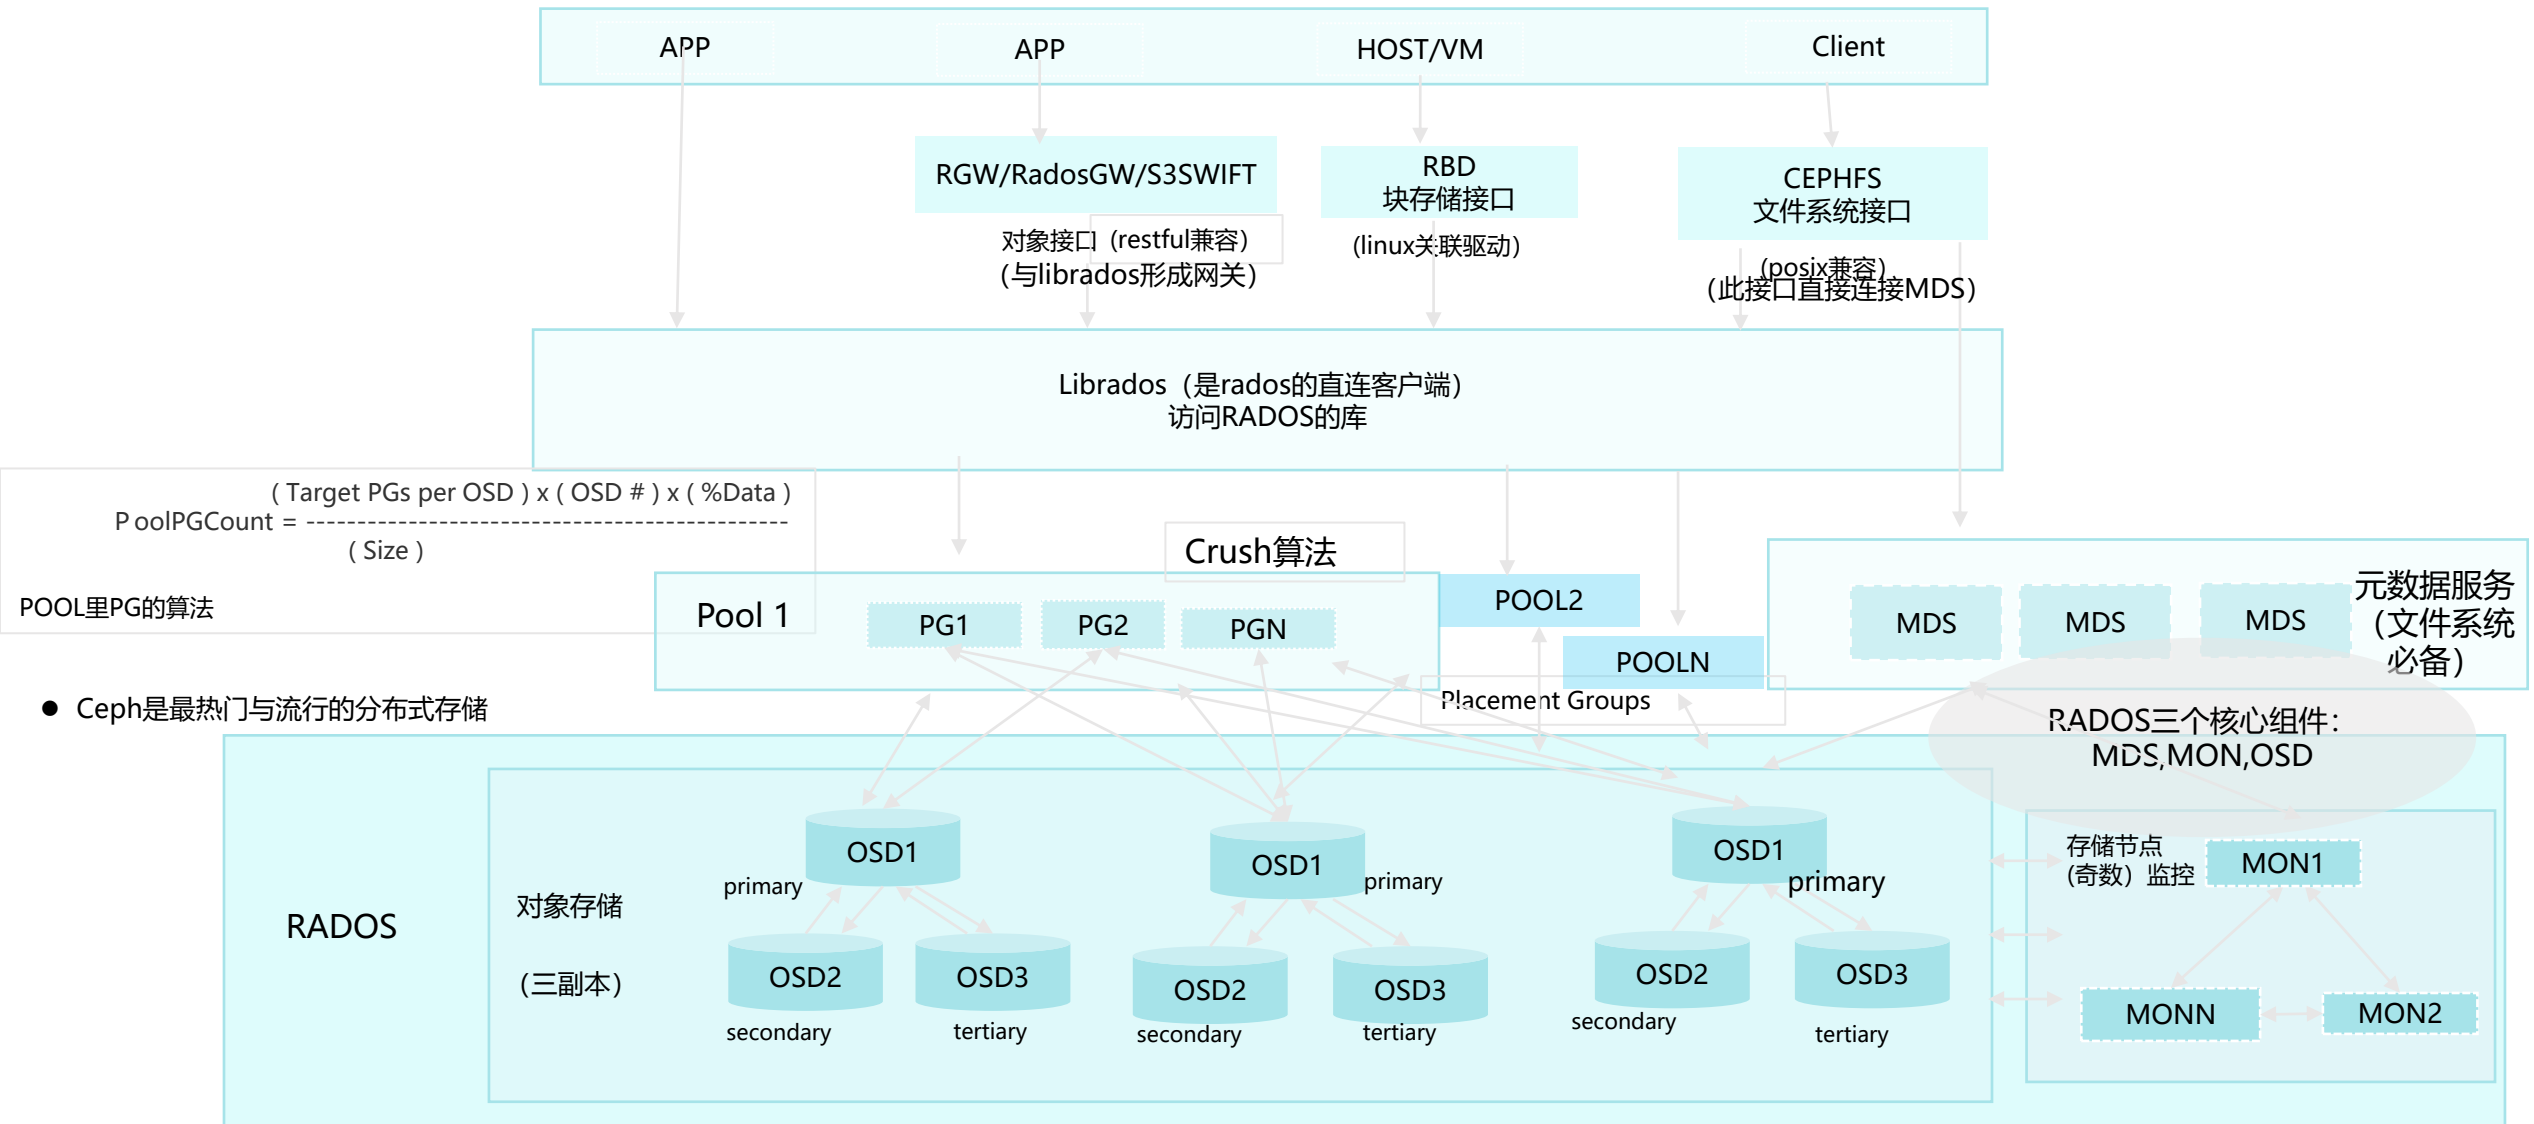 APP
APP
HOST/VM
Client
RGW/RadosGW/S3SWIFT
RBD
块存储接口
CEPHFS
文件系统接口
对象接口（restful兼容）
（与librados形成网关）
(linux关联驱动）
(posix兼容）
（此接口直接连接MDS）
Librados（是rados的直连客户端）
访问RADOS的库
( Target PGs per OSD ) x ( OSD # ) x ( %Data )
P oolPGCount = -----------------------------------------------
( Size )
POOL里PG的算法
Crush算法
Pool 1
PG1
PG2
PGN
POOL2
POOLN
Placement Groups
MDS
MDS
MDS
元数据服务
（文件系统
必备）
● Ceph是最热门与流行的分布式存储
RADOS三个核心组件：
MDS,MON,OSD
RADOS
对象存储
（三副本）
OSD1
primary
OSD2
secondary
OSD3
tertiary
OSD1
primary
OSD2
secondary
OSD3
tertiary
OSD1
primary
OSD2
secondary
OSD3
tertiary
存储节点
(奇数）监控
MON1
MONN
MON2